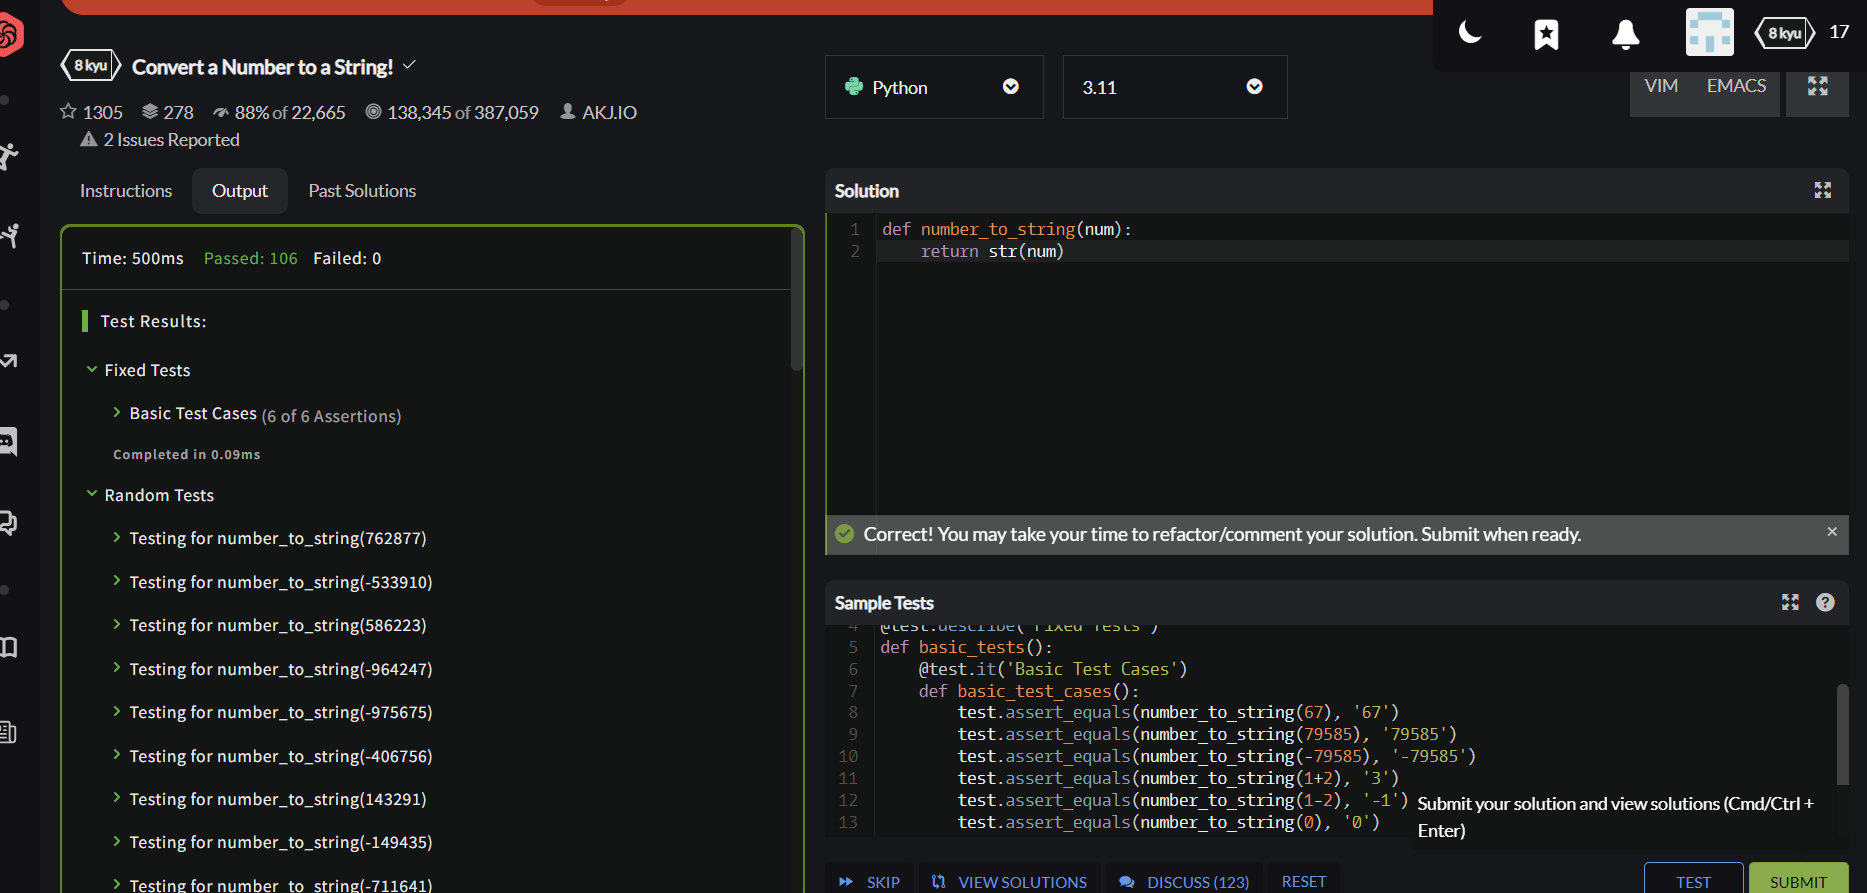 8 kyu
17
8 kyu Convert a Number to a String!
1305 278 88% of 22,665 138,345 of 387,059 AKJ.IO
2 Issues Reported
Python
3.11
VIM EMACS
Instructions Output Past Solutions
Time: 500ms Passed: 106 Failed: 0
Test Results:
Fixed Tests
Basic Test Cases (6 of 6 Assertions)
Completed in 0.09ms
Random Tests
Testing for number_to_string(762877)
Testing for number_to_string(-533910)
Testing for number_to_string(586223)
Testing for number_to_string(-964247)
Testing for number_to_string(-975675)
Testing for number_to_string(-406756)
Testing for number_to_string(143291)
Testing for number_to_string(-149435)
Testing for number_to_string(-711641)
Solution
1 def number_to_string(num):
2     return str(num)
Correct! You may take your time to refactor/comment your solution. Submit when ready.
Sample Tests
4 @test.describe('Fixed Tests')
5 def basic_tests():
6     @test.it('Basic Test Cases')
7     def basic_test_cases():
8         test.assert_equals(number_to_string(67), '67')
9         test.assert_equals(number_to_string(79585), '79585')
10         test.assert_equals(number_to_string(-79585), '-79585')
11         test.assert_equals(number_to_string(1+2), '3')
12         test.assert_equals(number_to_string(1-2), '-1')
13         test.assert_equals(number_to_string(0), '0')
Submit your solution and view solutions (Cmd/Ctrl +
Enter)
SKIP VIEW SOLUTIONS DISCUSS (123) RESET TEST SUBMIT